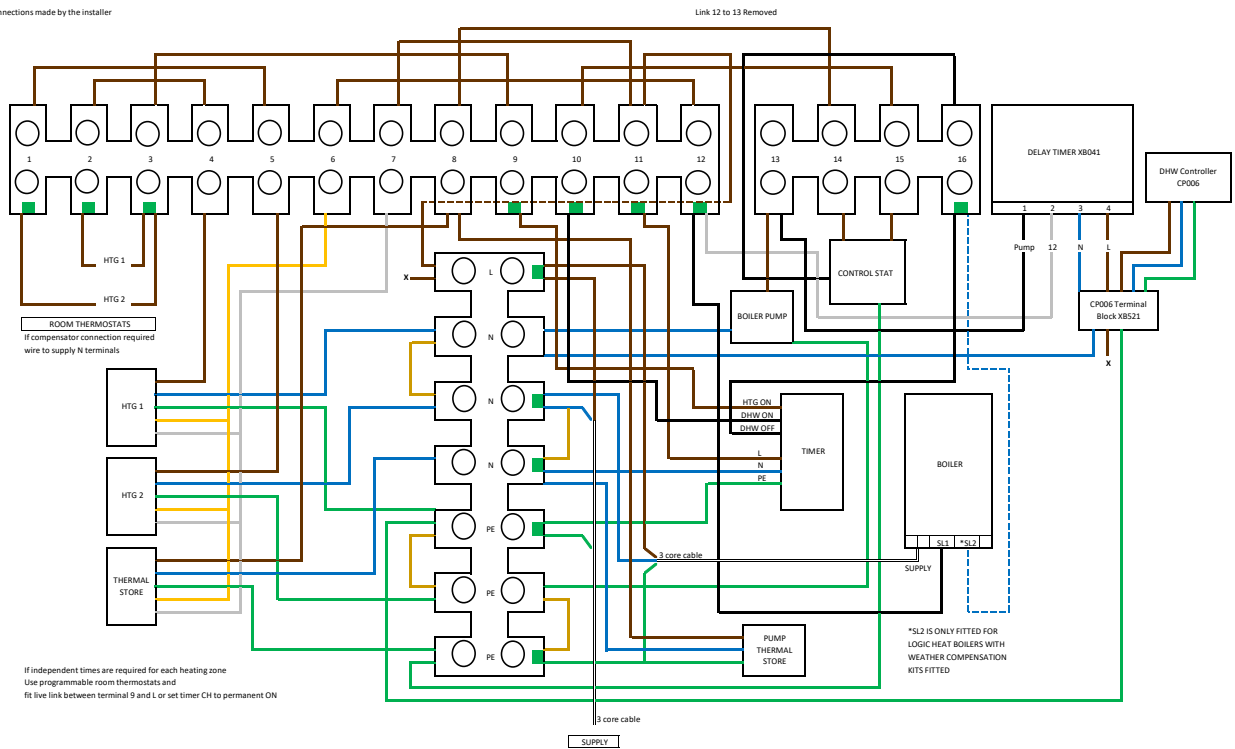 nnections made by the installer
Link 12 to 13 Removed
1 2 3 4 5 6 7 8 9 10 11 12 13 14 15 16
DELAY TIMER XB041
1 2 3 4
Pump 12 N L
DHW Controller
CP006
CP006 Terminal
Block XB521
X
HTG 1
HTG 2
ROOM THERMOSTATS
If compensator connection required
wire to supply N terminals
X
L
N
N
N
PE
PE
PE
CONTROL STAT
BOILER PUMP
HTG 1
HTG 2
THERMAL
STORE
HTG ON
DHW ON
DHW OFF
L
N
PE
TIMER
BOILER
SL1 *SL2
SUPPLY
3 core cable
PUMP
THERMAL
STORE
*SL2 IS ONLY FITTED FOR
LOGIC HEAT BOILERS WITH
WEATHER COMPENSATION
KITS FITTED
If independent times are required for each heating zone
Use programmable room thermostats and
fit live link between terminal 9 and L or set timer CH to permanent ON
3 core cable
SUPPLY